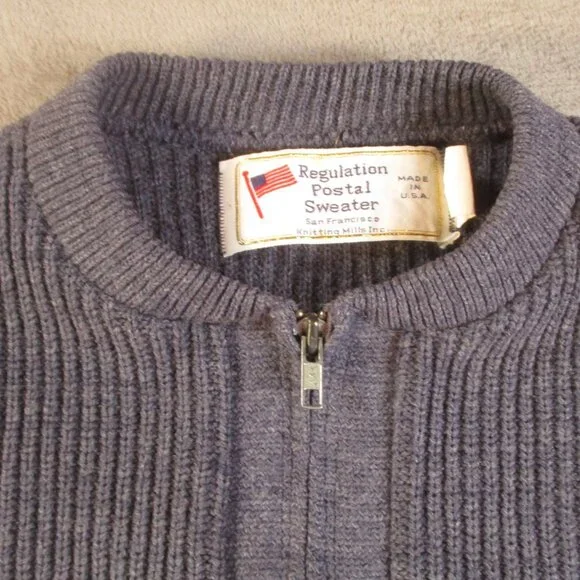 Regulation
Postal
Sweater
San Francisco
Knitting Mills Inc.
MADE
IN
U.S.A.